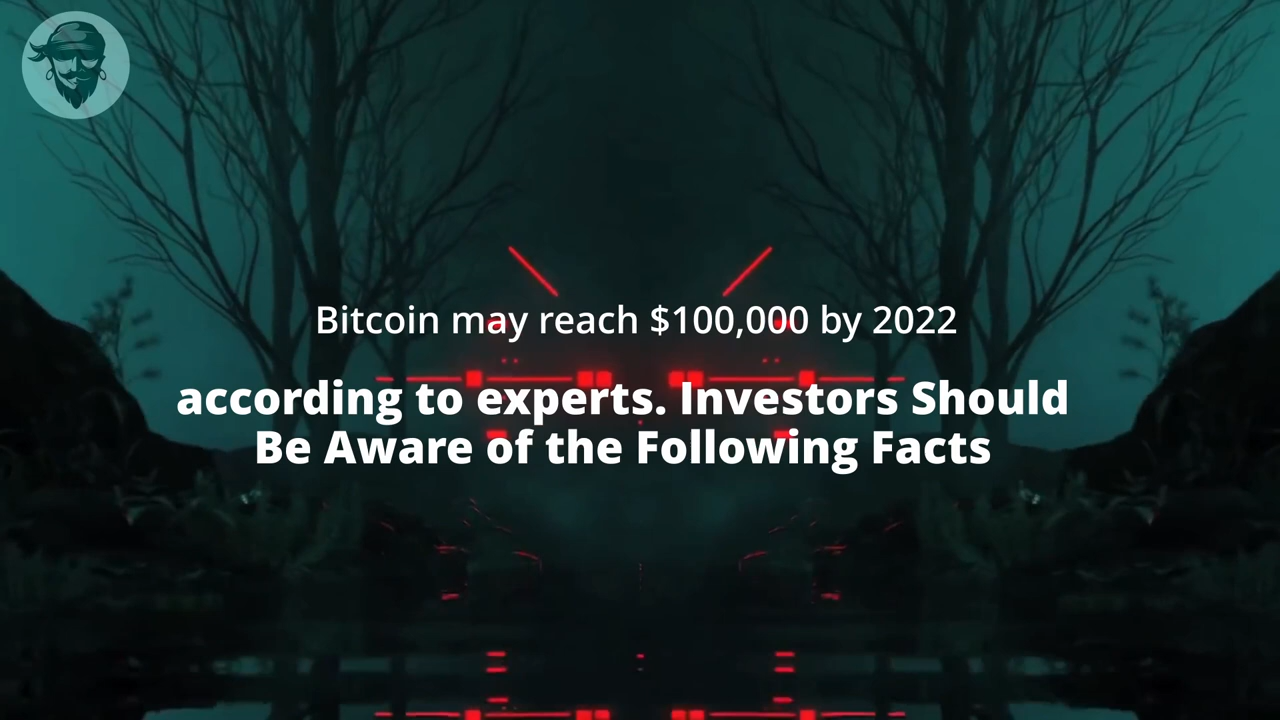 Bitcoin may reach $100,000 by 2022
according to experts. Investors Should
Be Aware of the Following Facts